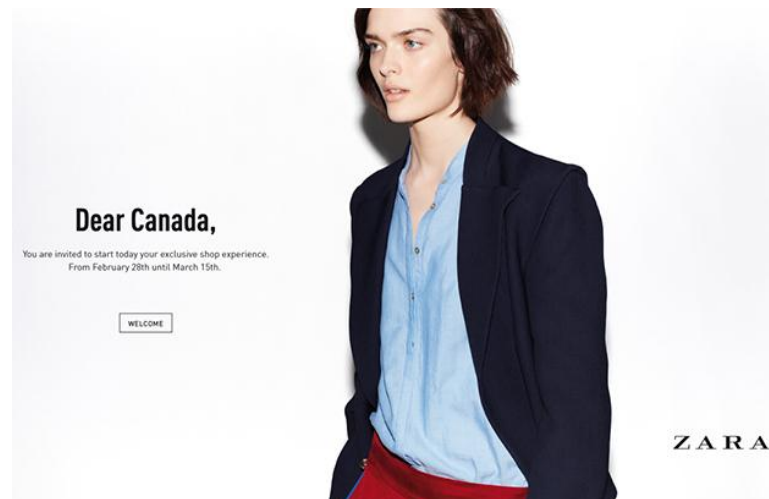 Dear Canada,
You are invited to start today your exclusive shop experience.
From February 28th until March 15th.
WELCOME
ZARA